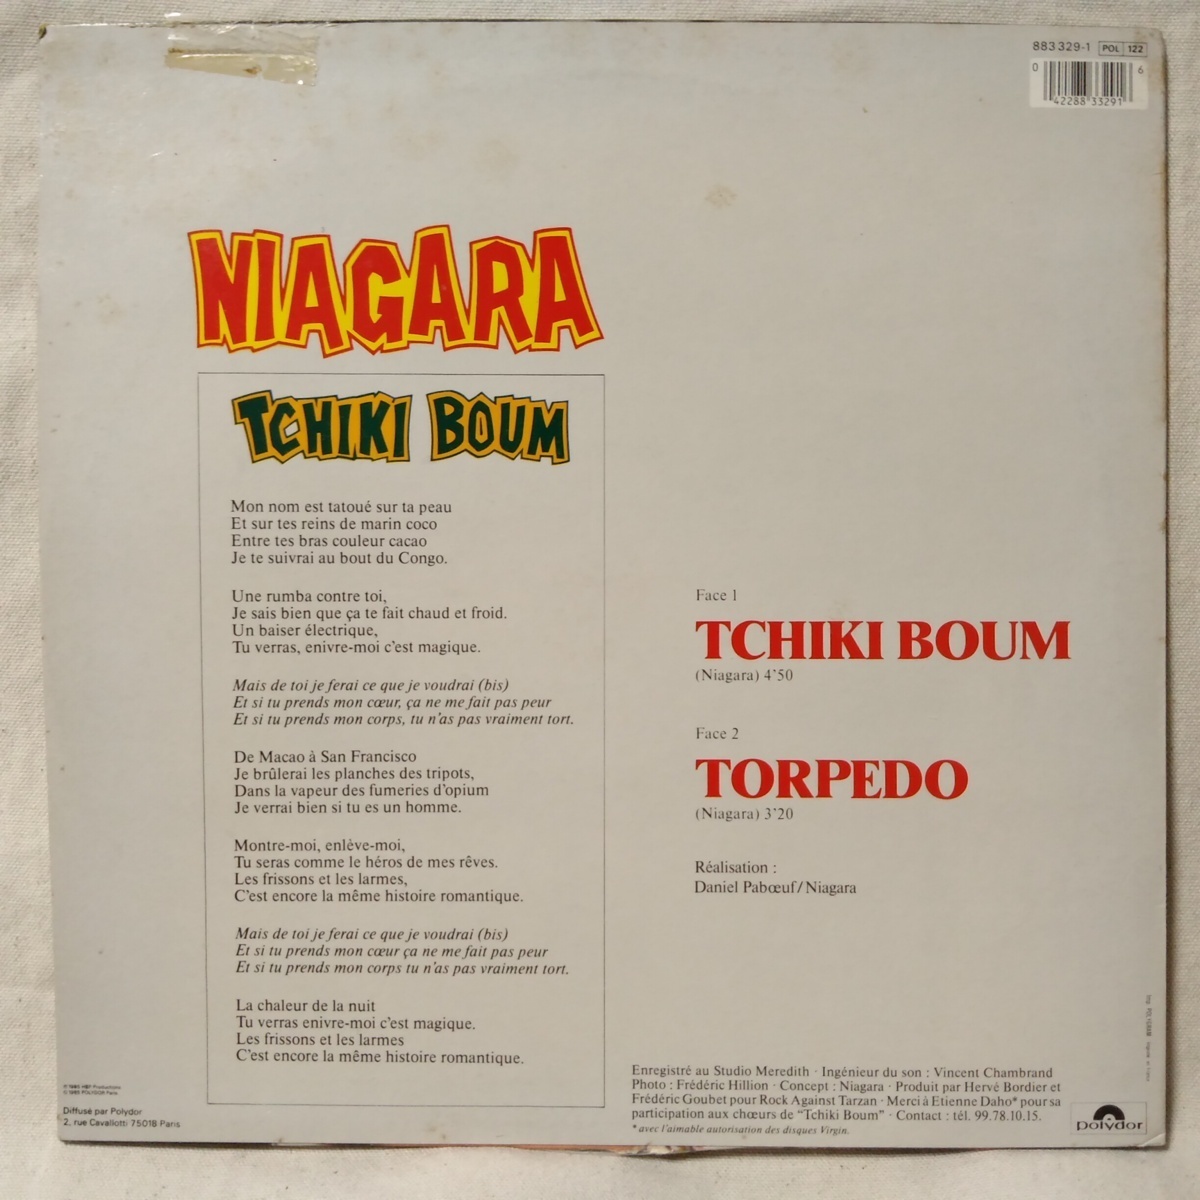 883 329-1 POL 122
0 42288 33291 6
NIAGARA
TCHIKI BOUM
Mon nom est tatoué sur ta peau
Et sur tes reins de marin coco
Entre tes bras couleur cacao
Je te suivrai au bout du Congo.
Une rumba contre toi,
Je sais bien que ça te fait chaud et froid.
Un baiser électrique,
Tu verras, enivre-moi c'est magique.
Mais de toi je ferai ce que je voudrai (bis)
Et si tu prends mon cœur, ça ne me fait pas peur
Et si tu prends mon corps, tu n'as pas vraiment tort.
De Macao à San Francisco
Je brûlerai les planches des tripots,
Dans la vapeur des fumeries d'opium
Je verrai bien si tu es un homme.
Montre-moi, enlève-moi,
Tu seras comme le héros de mes rêves.
Les frissons et les larmes,
C'est encore la même histoire romantique.
Mais de toi je ferai ce que je voudrai (bis)
Et si tu prends mon cœur ça ne me fait pas peur
Et si tu prends mon corps tu n'as pas vraiment tort.
La chaleur de la nuit
Tu verras enivre-moi c'est magique.
Les frissons et les larmes
C'est encore la même histoire romantique.
Face 1
TCHIKI BOUM
(Niagara) 4'50
Face 2
TORPEDO
(Niagara) 3'20
Réalisation :
Daniel Pabœuf/Niagara
Enregistré au Studio Meredith · Ingénieur du son : Vincent Chambrand
Photo : Frédéric Hillion · Concept : Niagara · Produit par Hervé Bordier et
Frédéric Goubet pour Rock Against Tarzan · Merci à Etienne Daho* pour sa
participation aux chœurs de "Tchiki Boum" · Contact : tél. 99.78.10.15.
* avec l'aimable autorisation des disques Virgin.
℗ 1985 HBF Productions
© 1985 POLYDOR Paris
Diffusé par Polydor
2, rue Cavallotti 75018 Paris
polydor